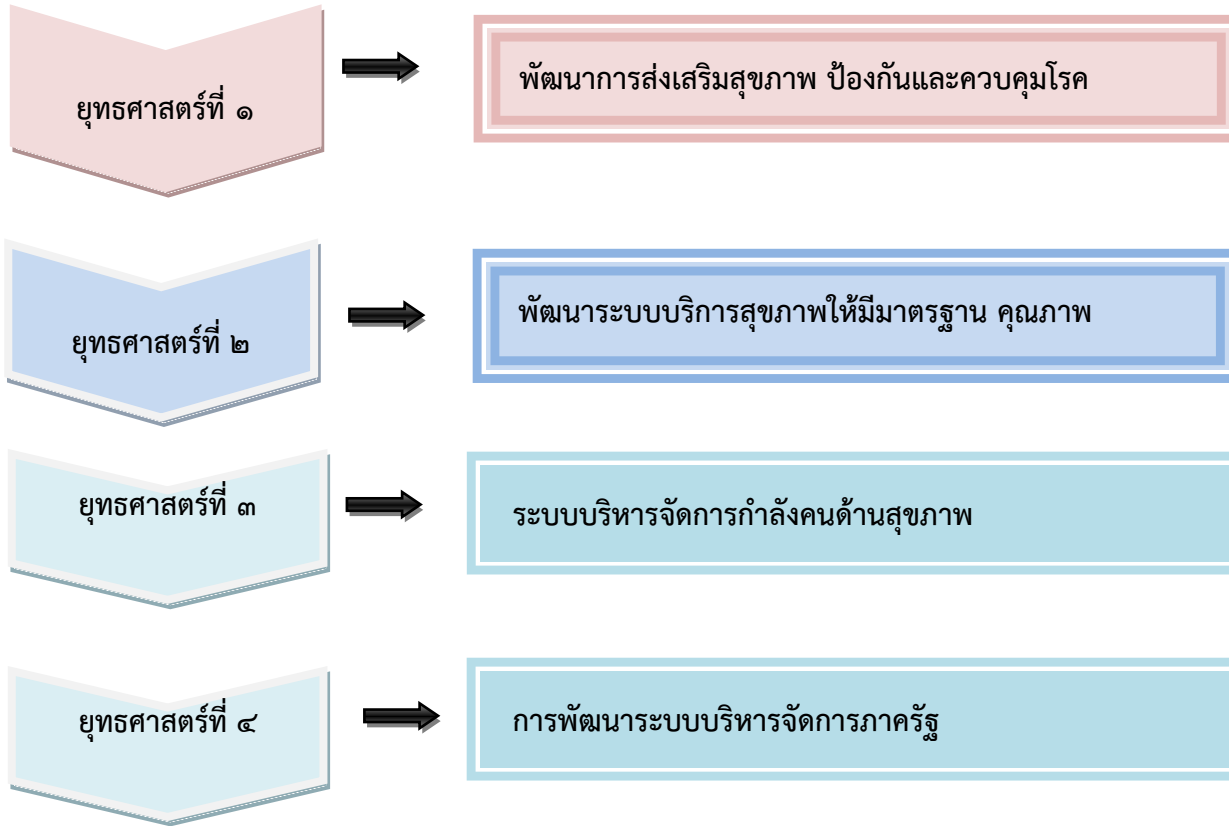 ยุทธศาสตร์ที่ ๑
พัฒนาการส่งเสริมสุขภาพ ป้องกันและควบคุมโรค
ยุทธศาสตร์ที่ ๒
พัฒนาระบบบริการสุขภาพให้มีมาตรฐาน คุณภาพ
ยุทธศาสตร์ที่ ๓
ระบบบริหารจัดการกำลังคนด้านสุขภาพ
ยุทธศาสตร์ที่ ๔
การพัฒนาระบบบริหารจัดการภาครัฐ